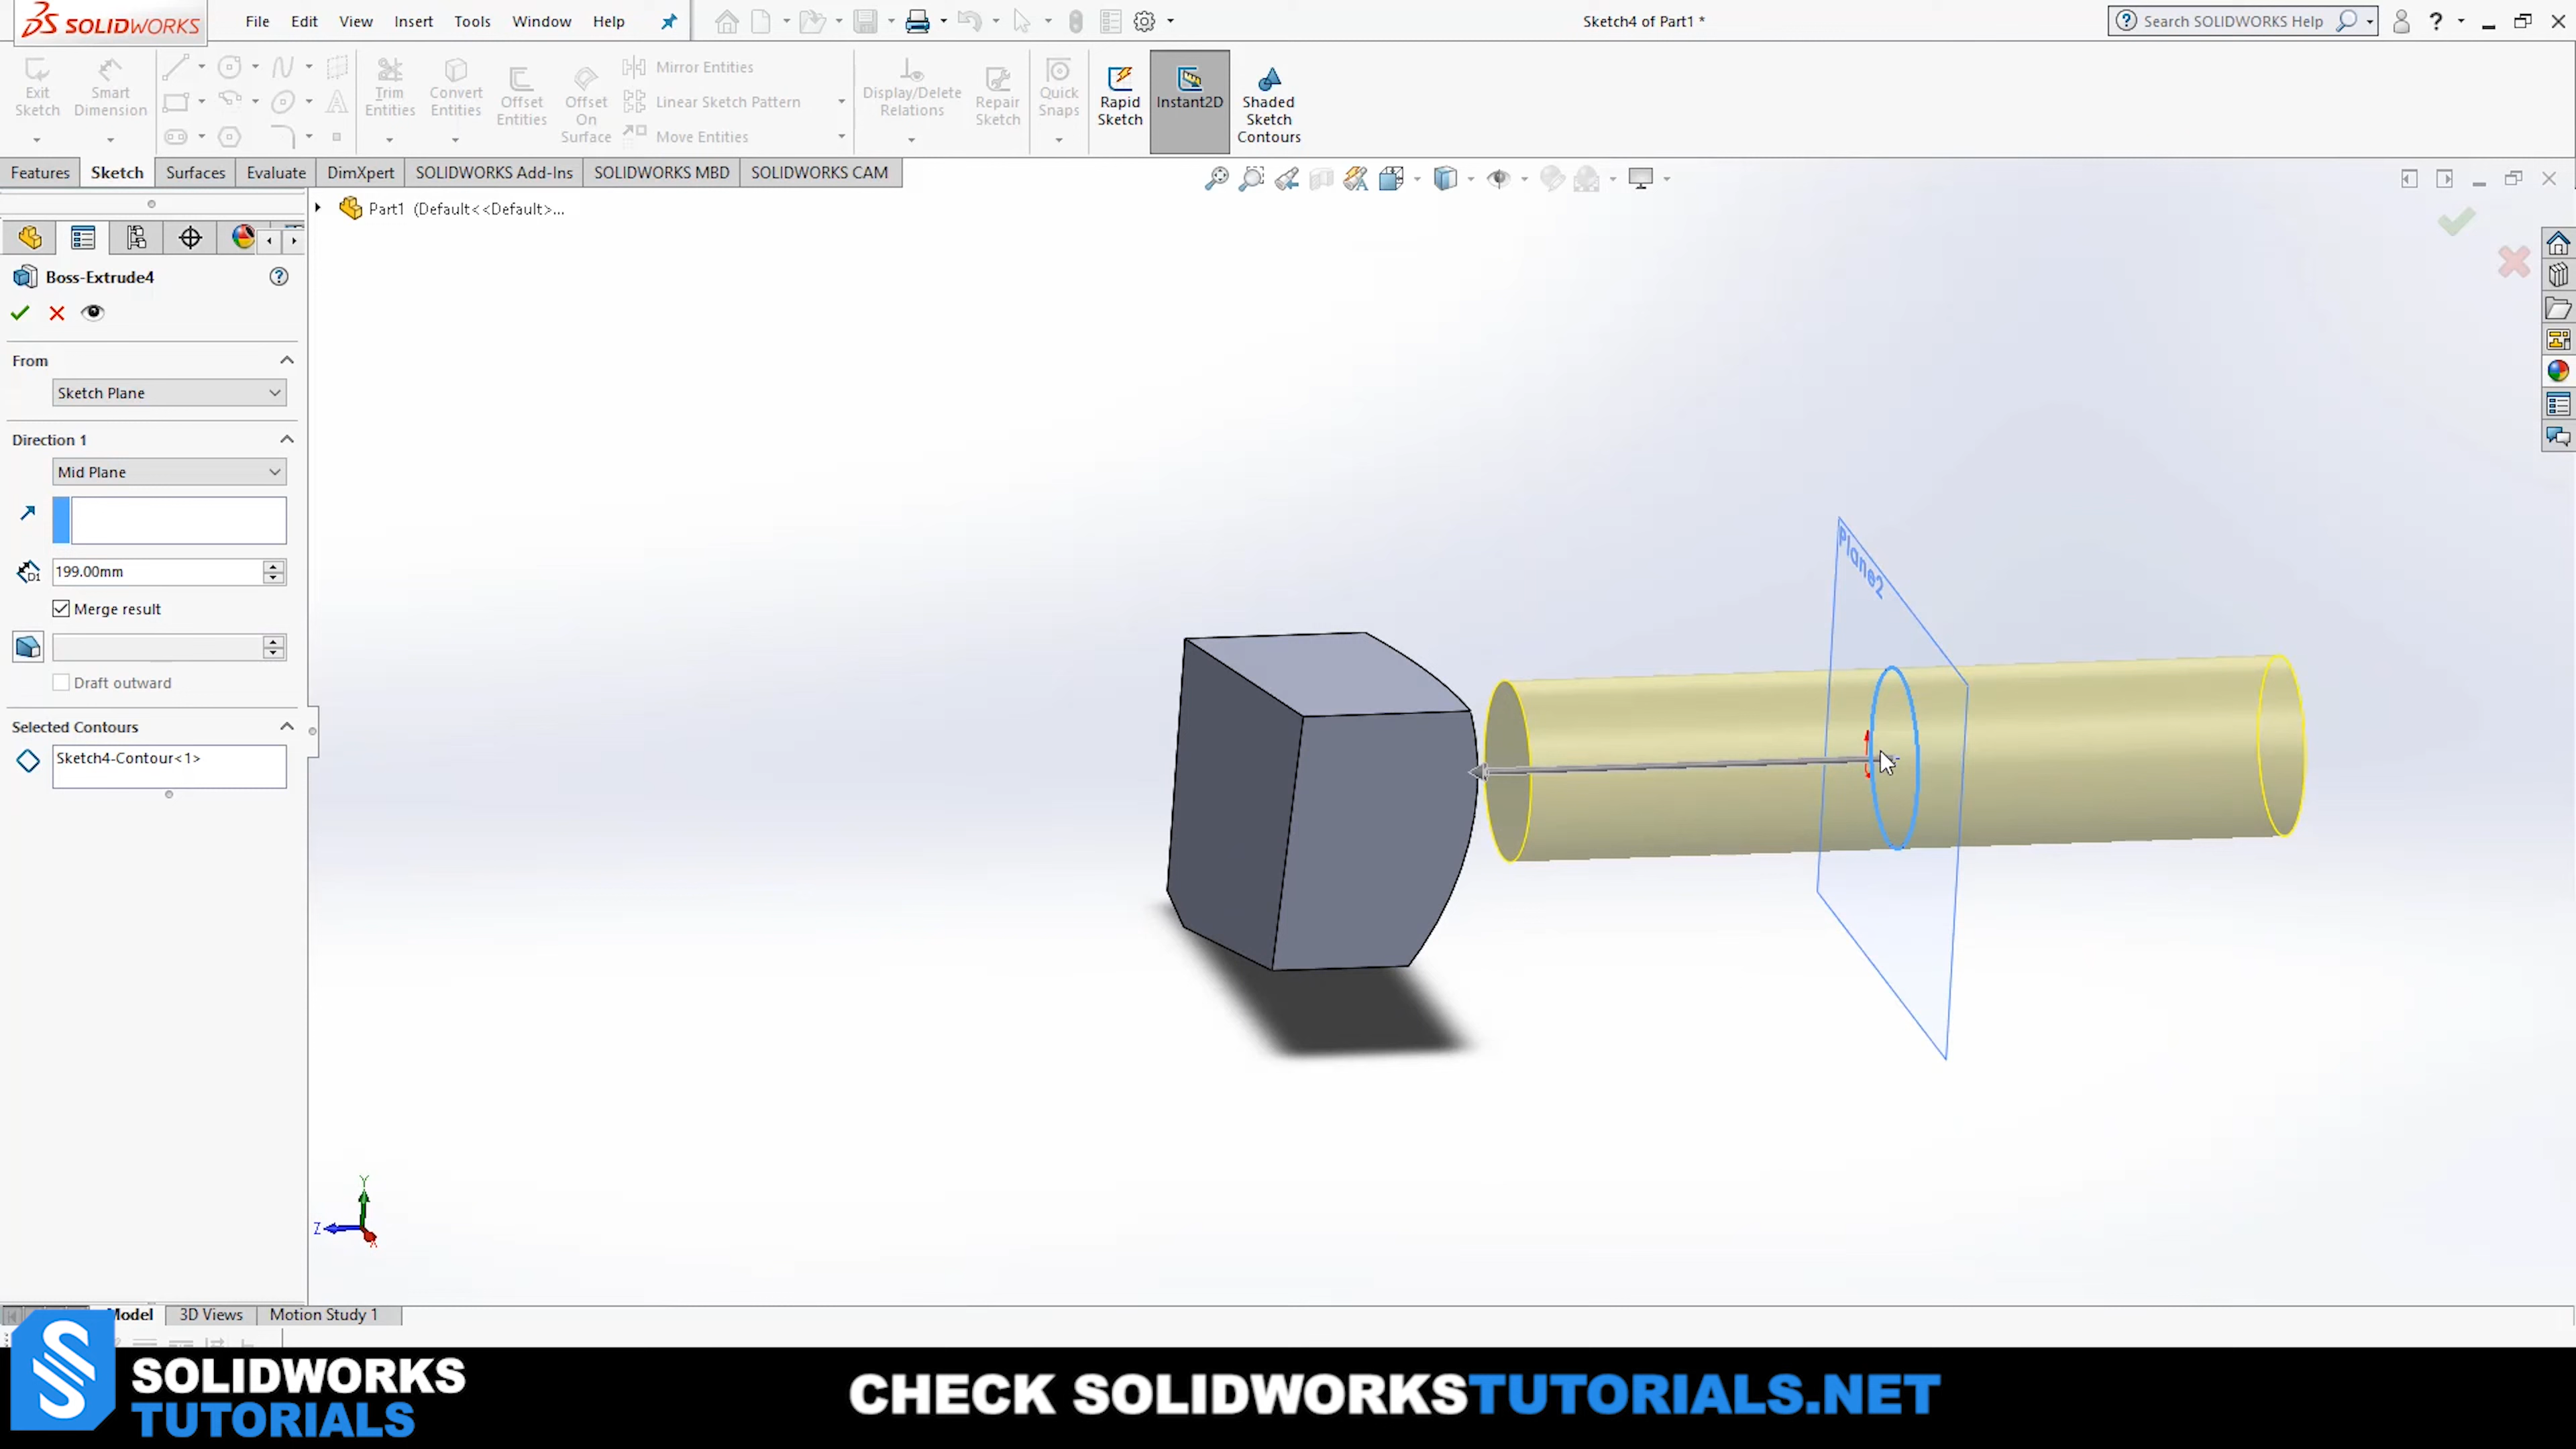 SOLIDWORKS
File Edit View Insert Tools Window Help
Sketch4 of Part1 *
Search SOLIDWORKS Help
Exit Sketch
Smart Dimension
Trim Entities
Convert Entities
Offset Entities
Offset On Surface
Mirror Entities
Linear Sketch Pattern
Move Entities
Display/Delete Relations
Repair Sketch
Quick Snaps
Rapid Sketch
Instant2D
Shaded Sketch Contours
Features Sketch Surfaces Evaluate DimXpert SOLIDWORKS Add-Ins SOLIDWORKS MBD SOLIDWORKS CAM
Part1 (Default<<Default>...
Boss-Extrude4
From
Sketch Plane
Direction 1
Mid Plane
D1
199.00mm
Merge result
Draft outward
Selected Contours
Sketch4-Contour<1>
Plane2
Y
Z
X
Model 3D Views Motion Study 1
SOLIDWORKS
TUTORIALS
CHECK SOLIDWORKSTUTORIALS.NET